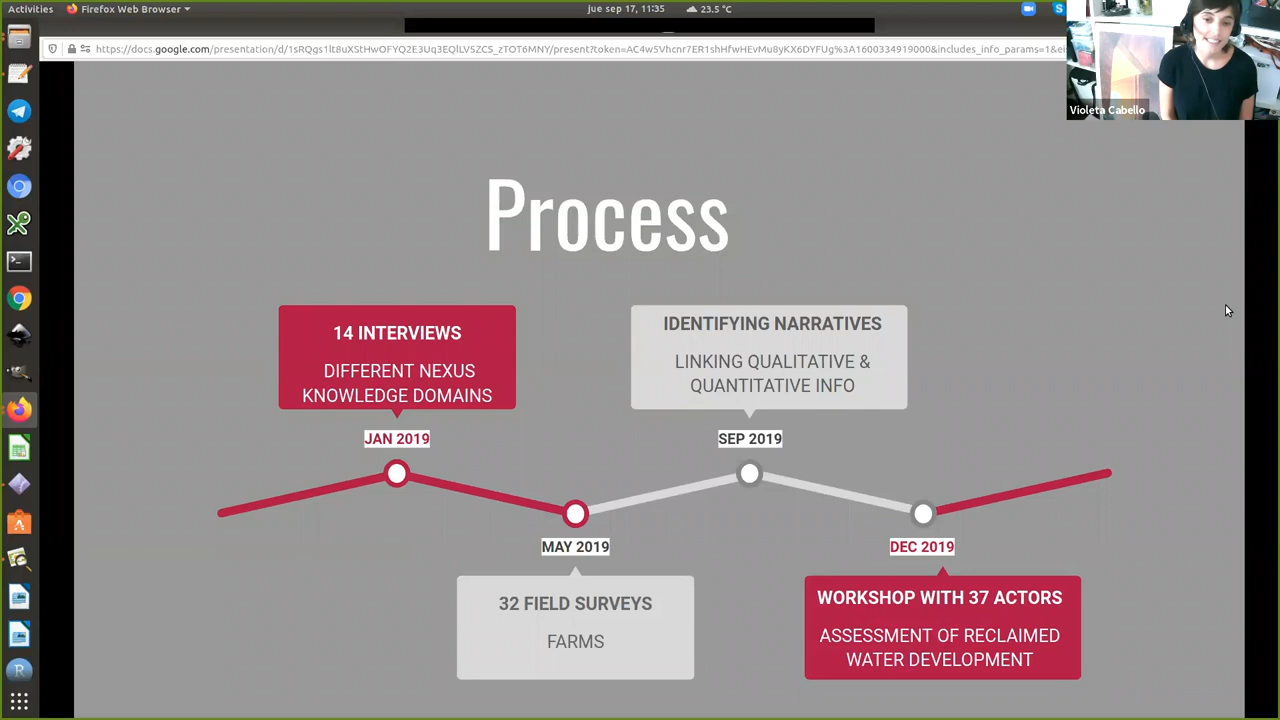 Activities
Firefox Web Browser
jue sep 17, 11:35
23.5 °C
Violeta Cabello
Process
14 INTERVIEWS
DIFFERENT NEXUS
KNOWLEDGE DOMAINS
JAN 2019
IDENTIFYING NARRATIVES
LINKING QUALITATIVE &
QUANTITATIVE INFO
SEP 2019
MAY 2019
32 FIELD SURVEYS
FARMS
DEC 2019
WORKSHOP WITH 37 ACTORS
ASSESSMENT OF RECLAIMED
WATER DEVELOPMENT